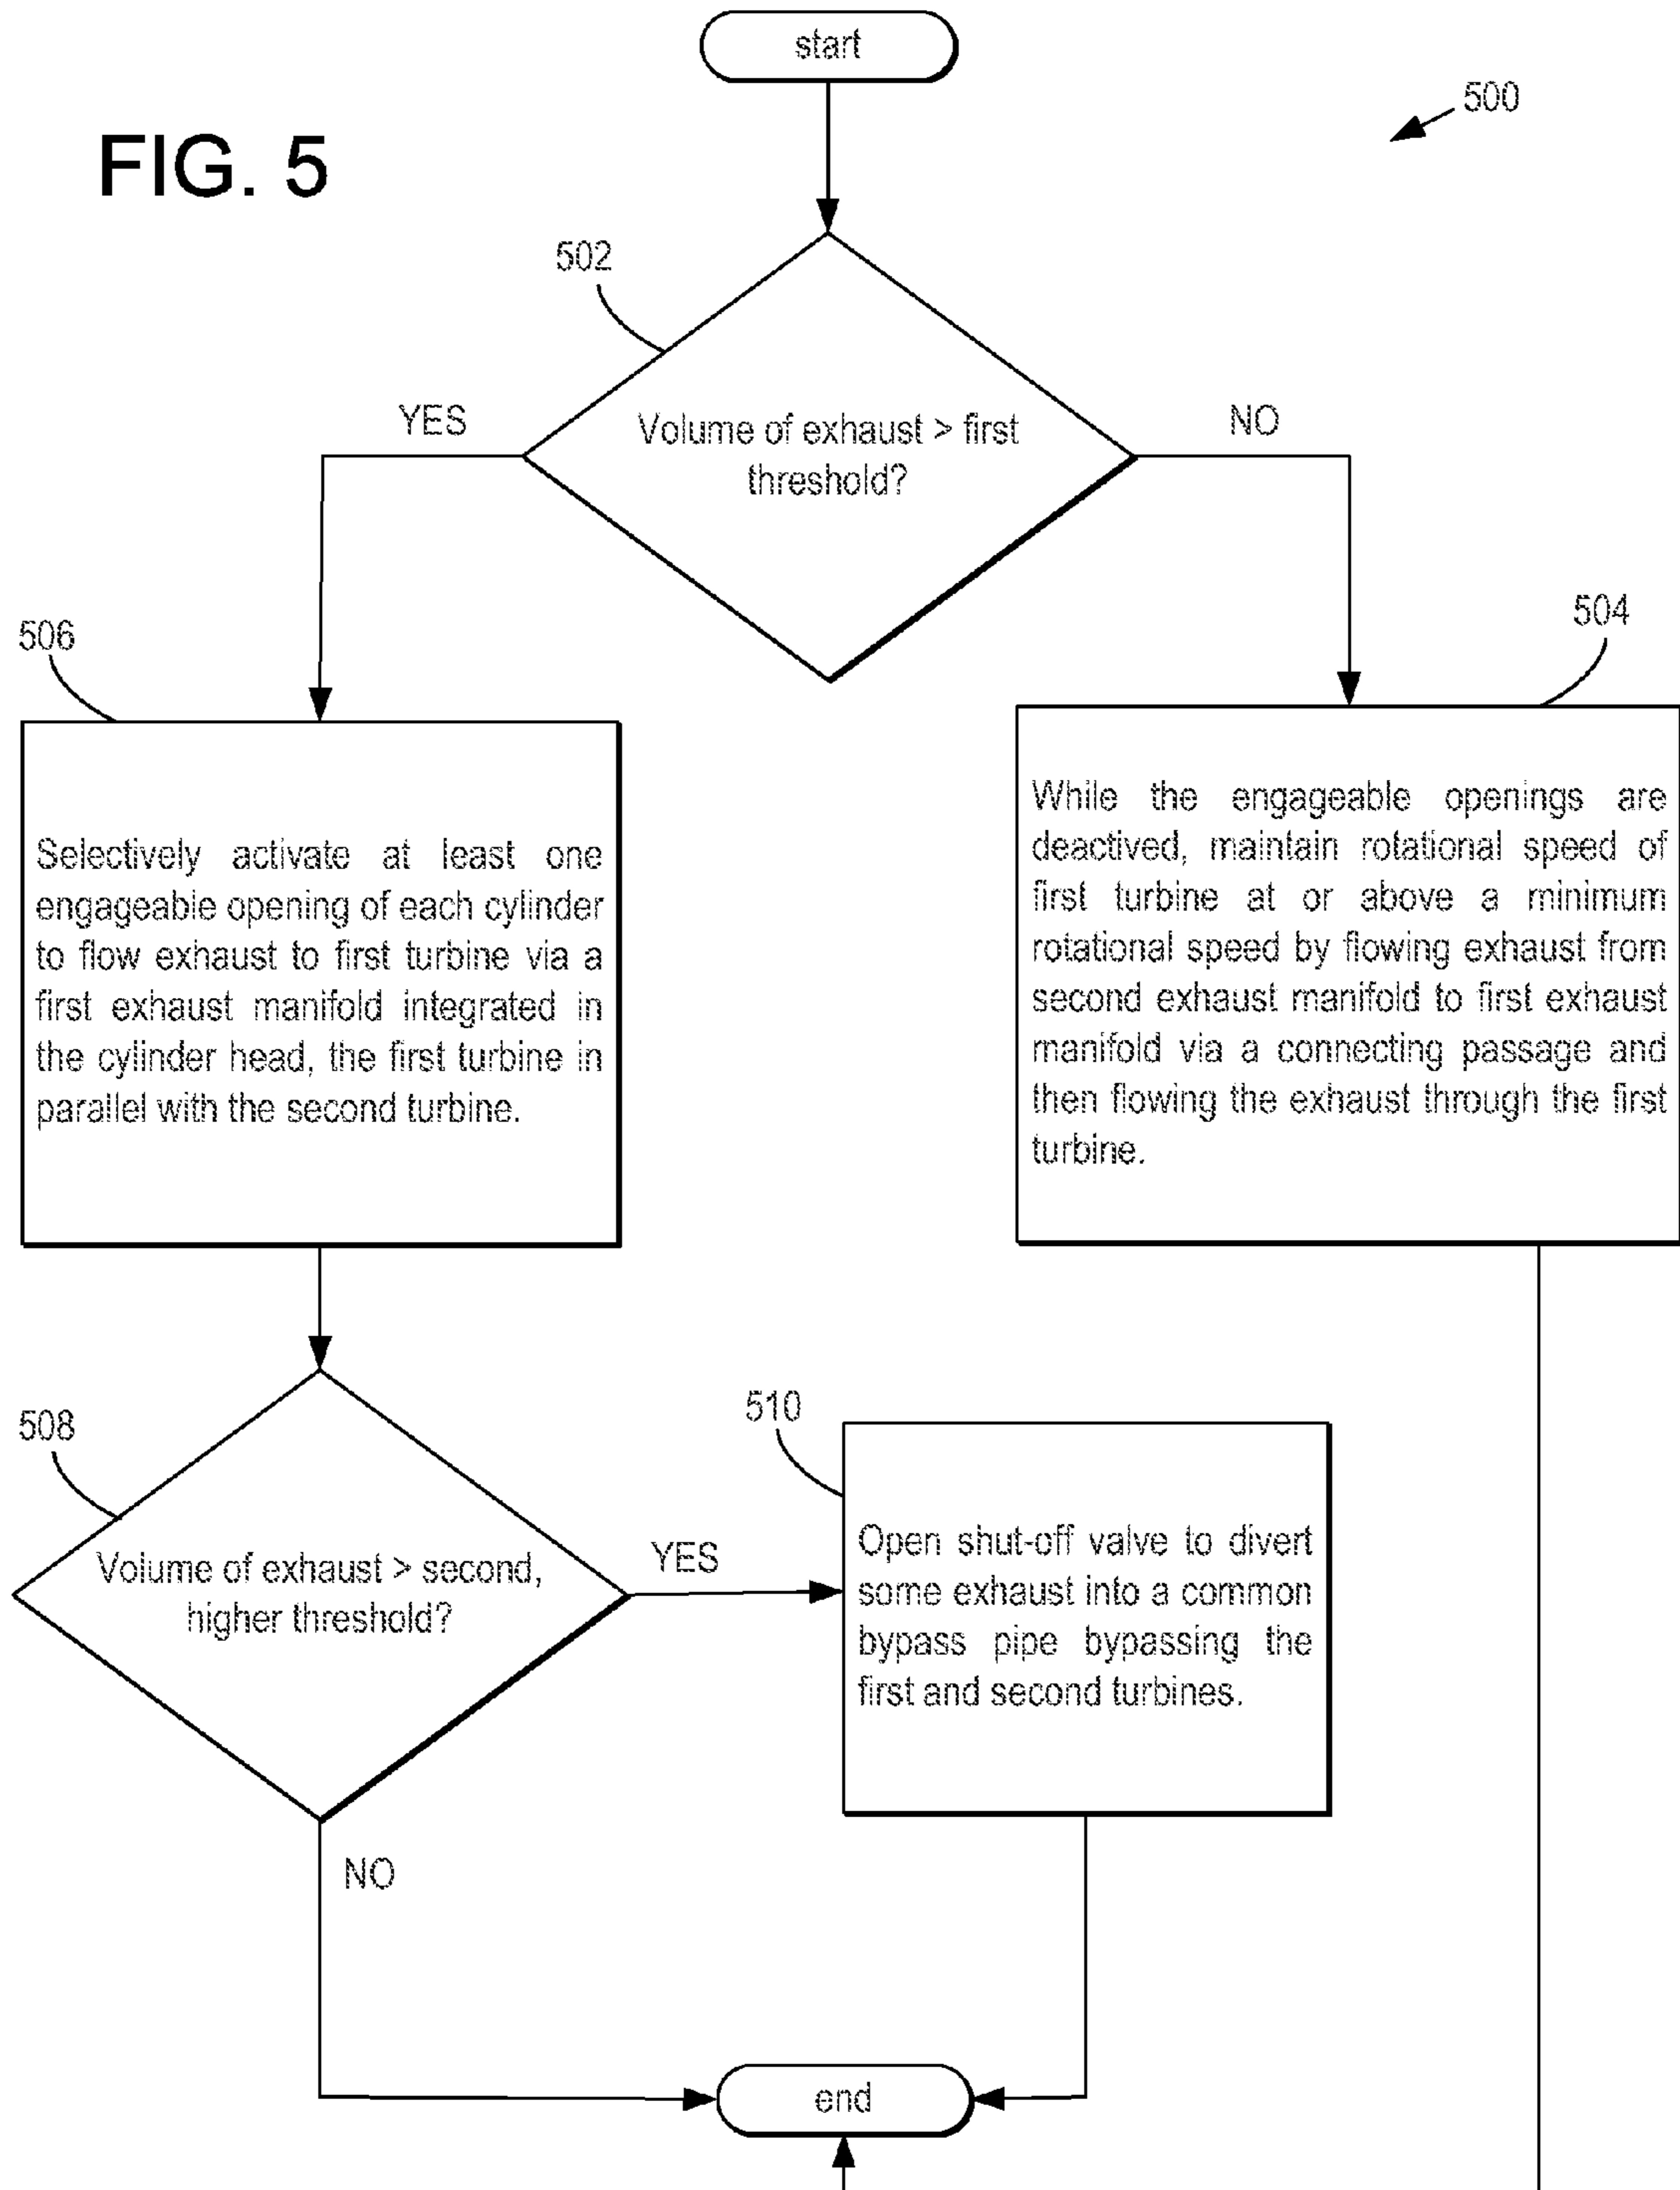 start
500
FIG. 5
502
YES
NO
Volume of exhaust > first
threshold?
506
504
Selectively activate at least one
engageable opening of each cylinder
to flow exhaust to first turbine via a
first exhaust manifold integrated in
the cylinder head, the first turbine in
parallel with the second turbine.
While the engageable openings are
deactived, maintain rotational speed of
first turbine at or above a minimum
rotational speed by flowing exhaust from
second exhaust manifold to first exhaust
manifold via a connecting passage and
then flowing the exhaust through the first
turbine.
508
510
Volume of exhaust > second,
higher threshold?
YES
Open shut-off valve to divert
some exhaust into a common
bypass pipe bypassing the
first and second turbines.
NO
end